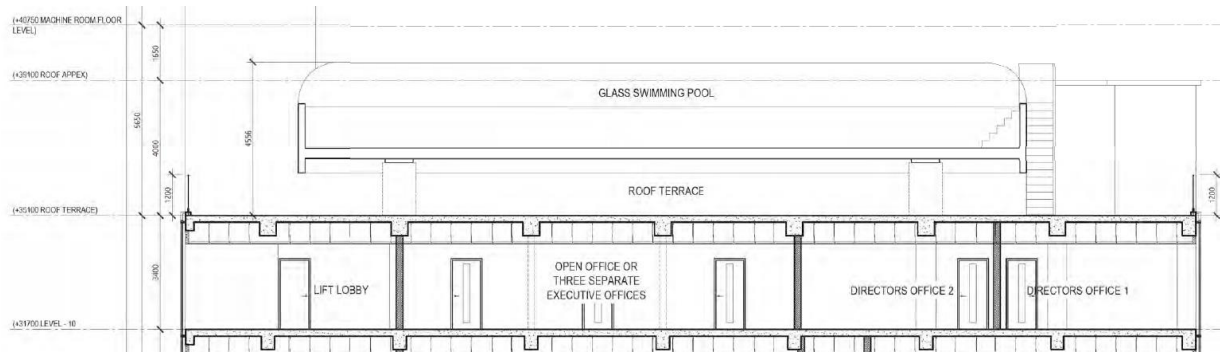 (+40750 MACHINE ROOM FLOOR
LEVEL)
1650
(+39100 ROOF APPEX)
GLASS SWIMMING POOL
5650
4000
4556
1200
ROOF TERRACE
1200
(+35100 ROOF TERRACE)
3400
OPEN OFFICE OR
THREE SEPARATE
EXECUTIVE OFFICES
LIFT LOBBY
DIRECTORS OFFICE 2
DIRECTORS OFFICE 1
(+31700 LEVEL - 10